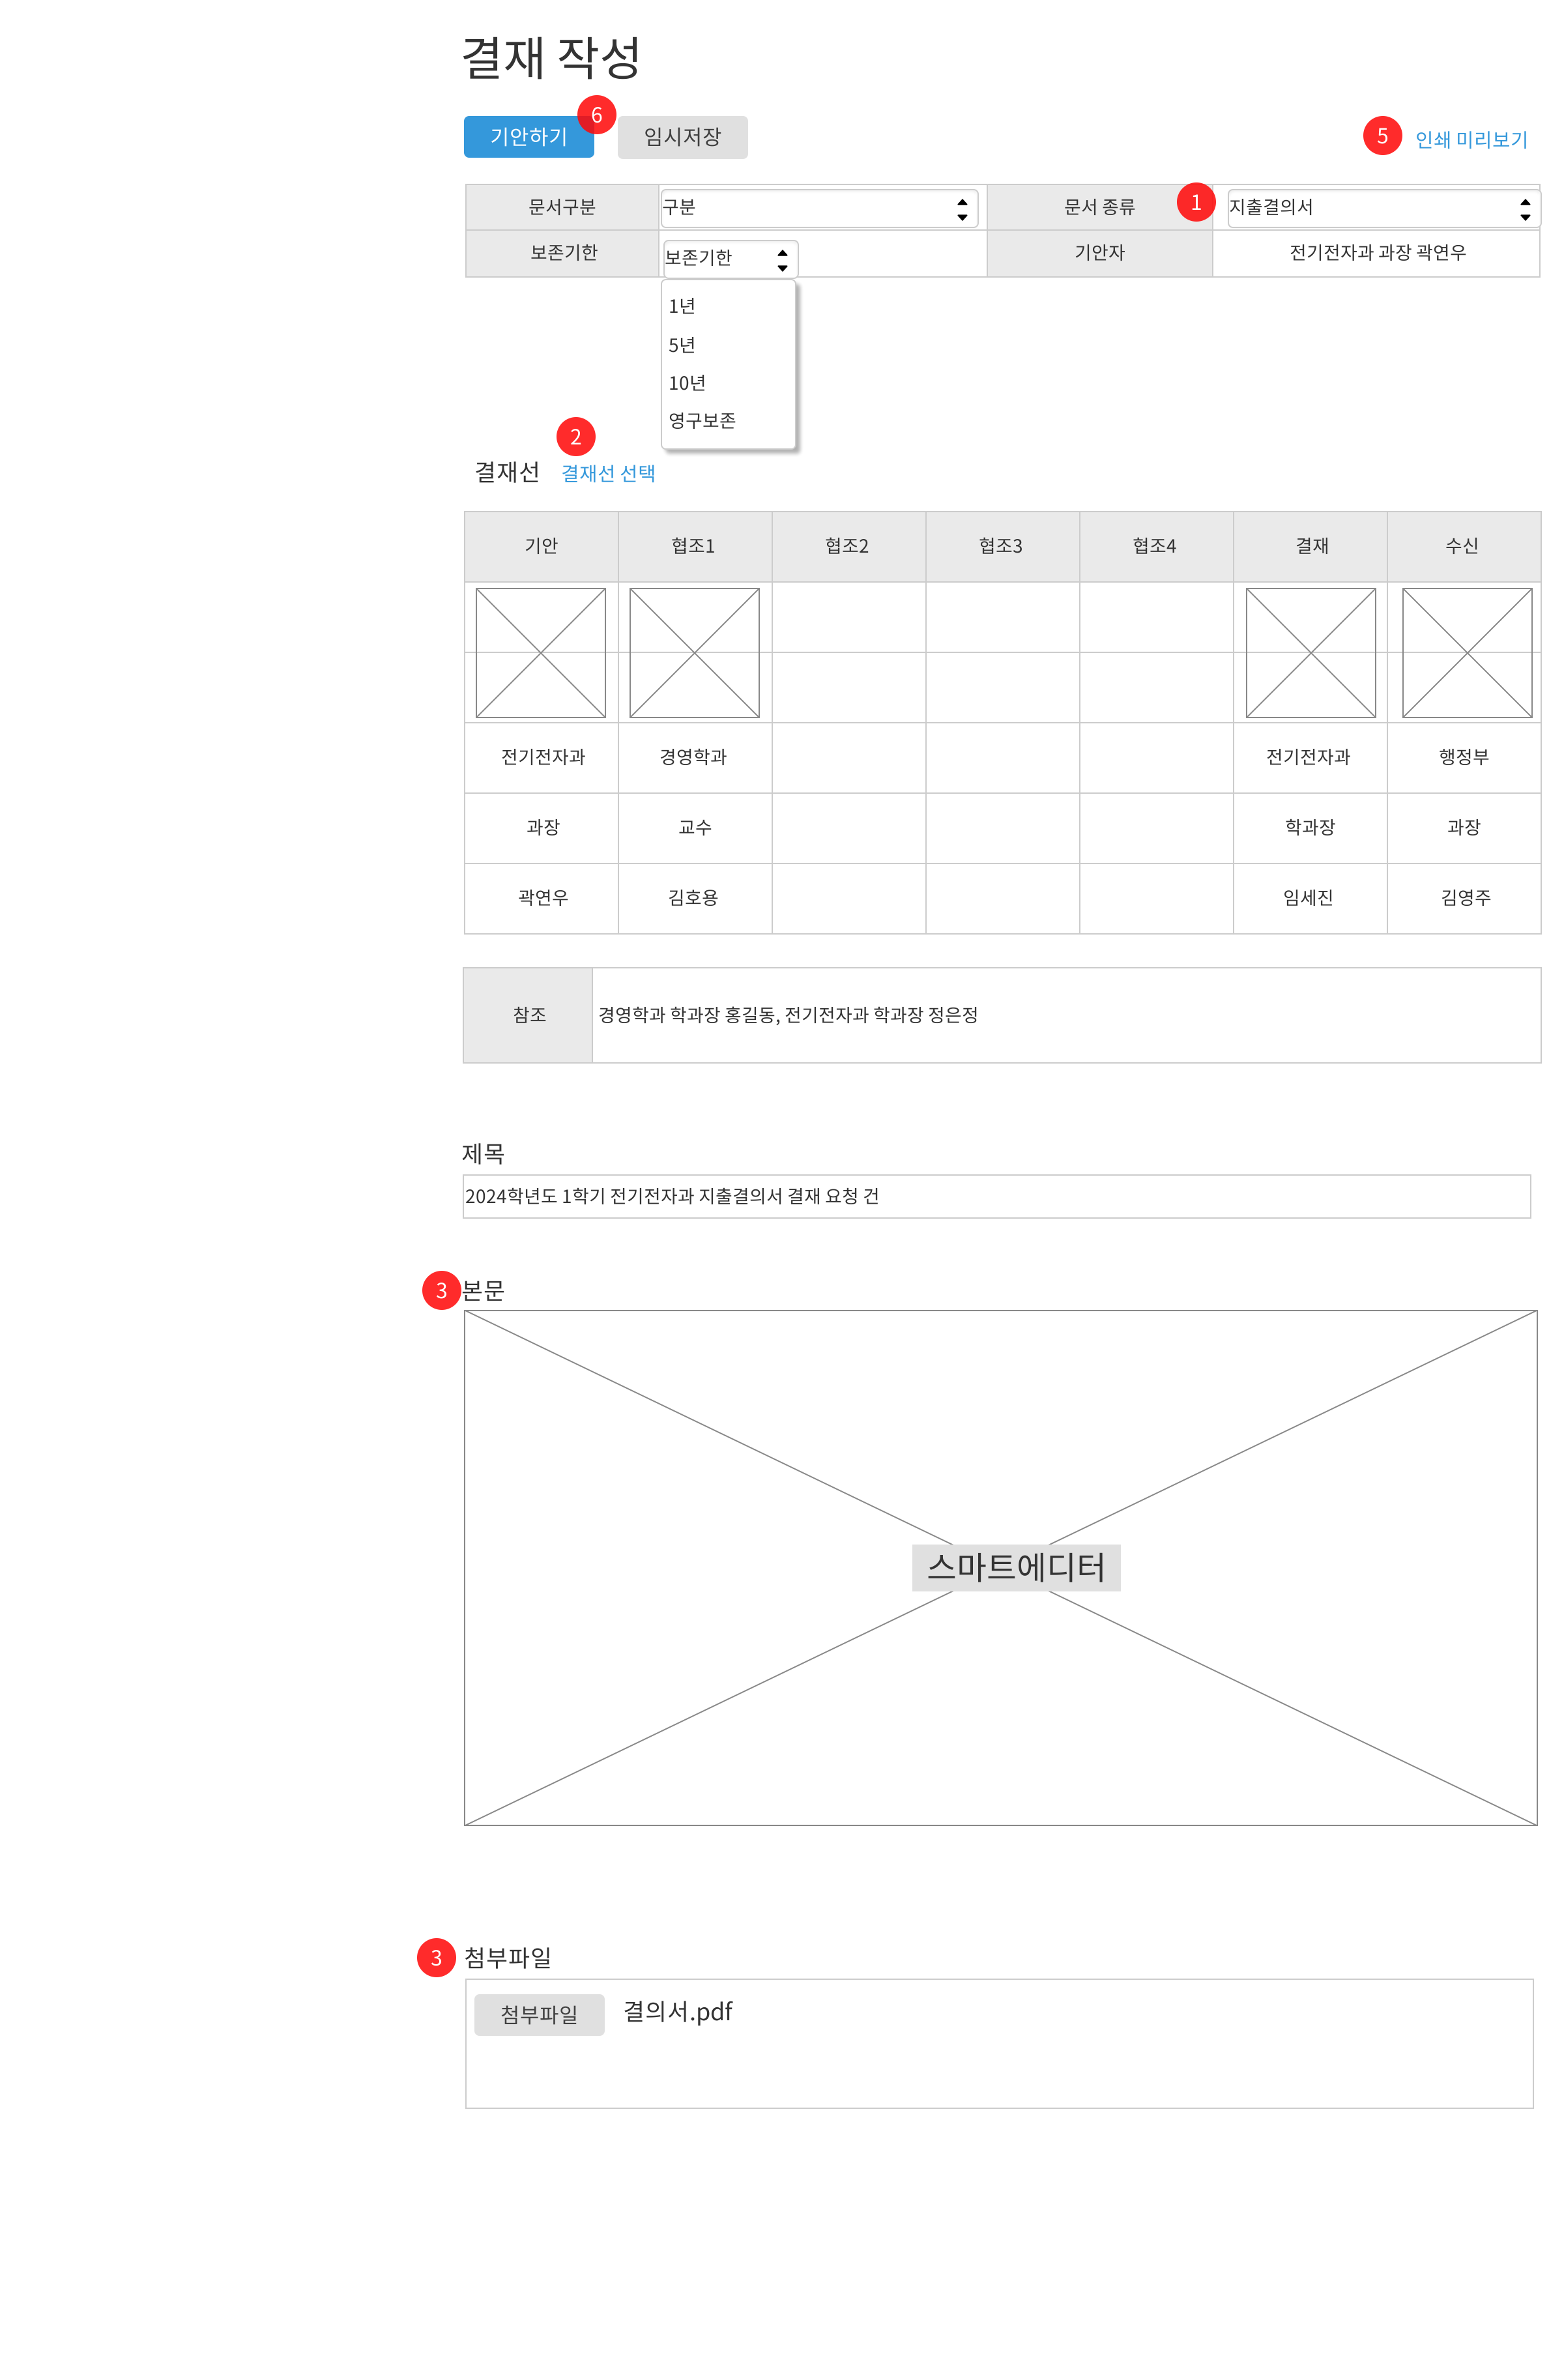 결재 작성
기안하기 6 임시저장 5 인쇄 미리보기
문서구분 구분 문서 종류 1 지출결의서
보존기한 보존기한 기안자 전기전자과 과장 곽연우
1년
5년
10년
영구보존
2
결재선 결재선 선택
기안 협조1 협조2 협조3 협조4 결재 수신
전기전자과 경영학과 전기전자과 행정부
과장 교수 학과장 과장
곽연우 김호용 임세진 김영주
참조 경영학과 학과장 홍길동, 전기전자과 학과장 정은정
제목
2024학년도 1학기 전기전자과 지출결의서 결재 요청 건
3 본문
스마트에디터
3 첨부파일
첨부파일 결의서.pdf